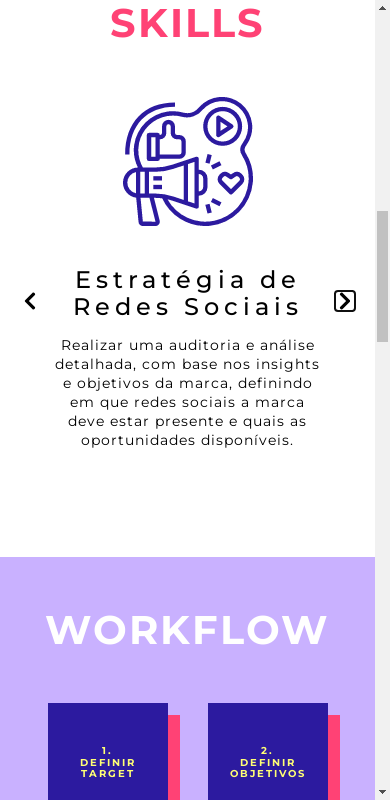 SKILLS
Estratégia de
Redes Sociais
Realizar uma auditoria e análise
detalhada, com base nos insights
e objetivos da marca, definindo
em que redes sociais a marca
deve estar presente e quais as
oportunidades disponíveis.
WORKFLOW
1.
DEFINIR
TARGET
2.
DEFINIR
OBJETIVOS